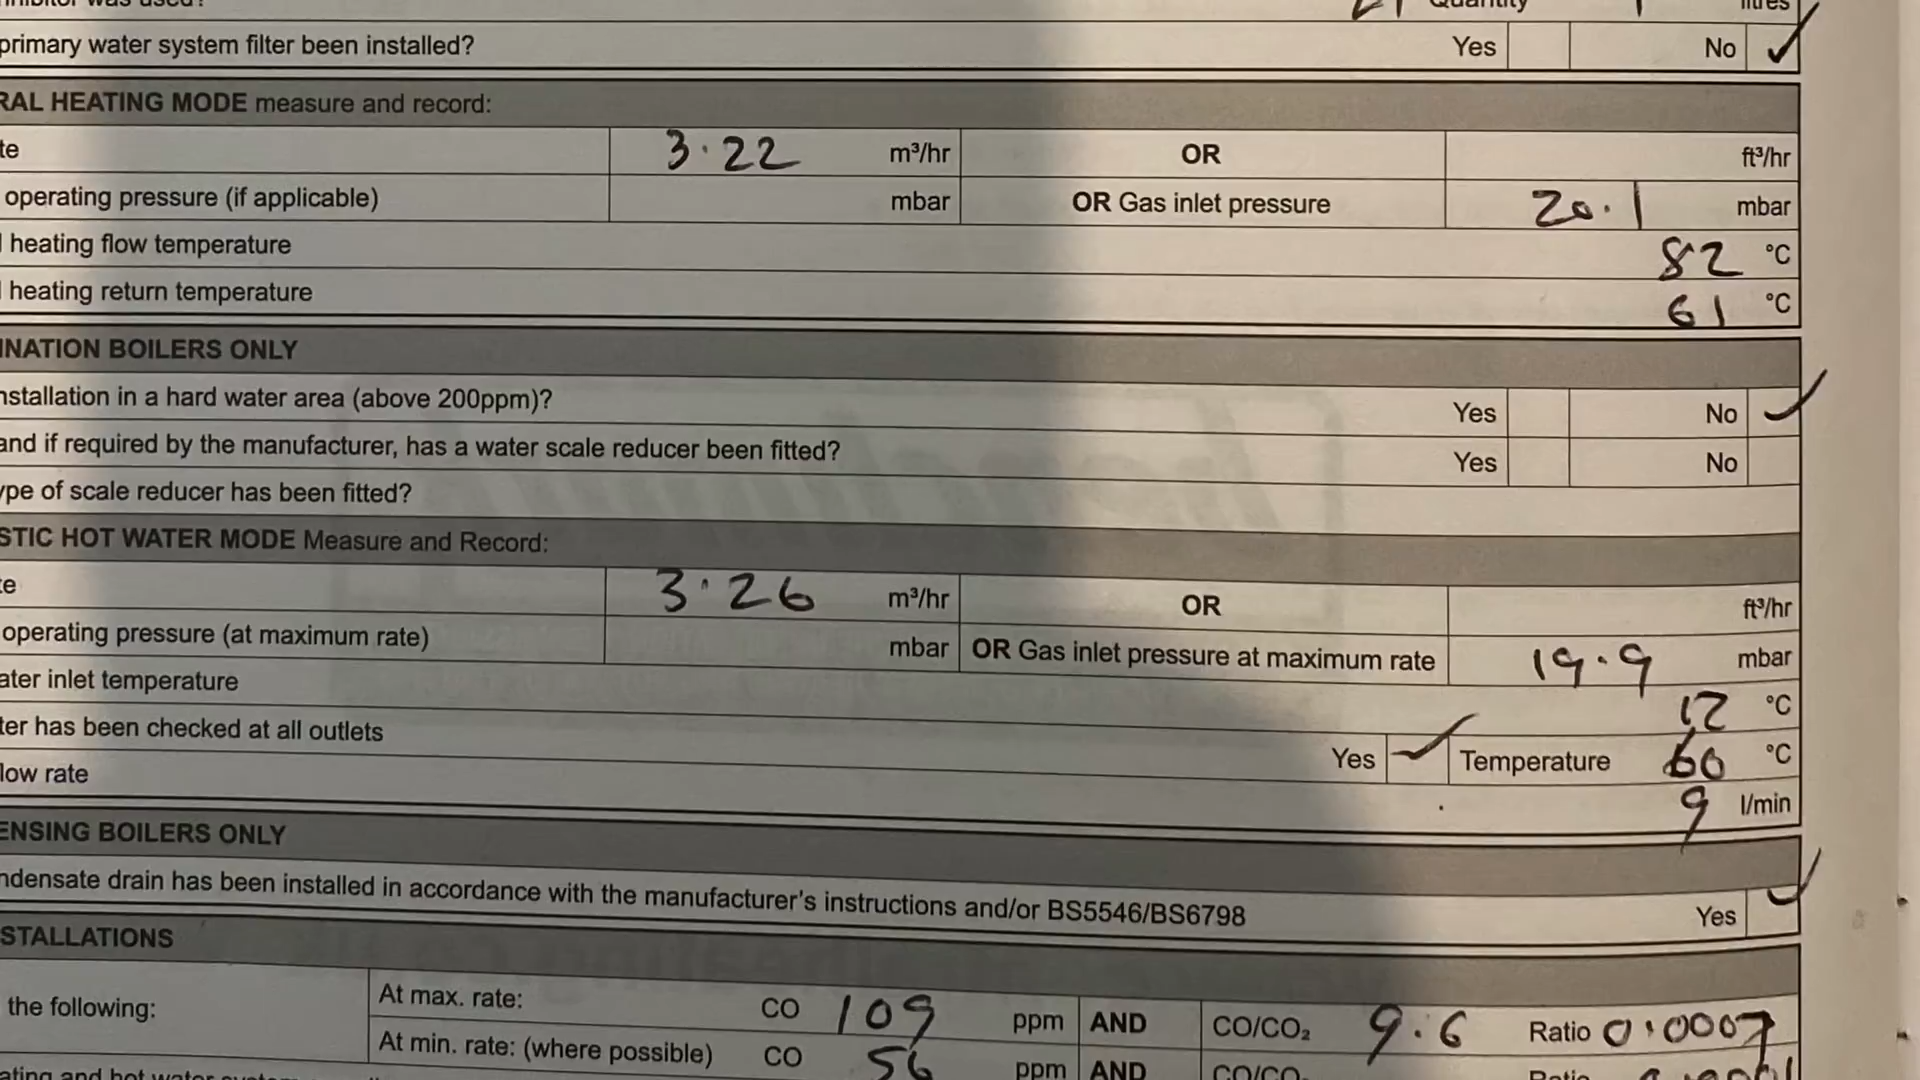 primary water system filter been installed? Yes No ✓
RAL HEATING MODE measure and record:
te 3.22 m³/hr OR ft³/hr
operating pressure (if applicable) mbar OR Gas inlet pressure 20.1 mbar
heating flow temperature 82 °C
heating return temperature 61 °C
INATION BOILERS ONLY
nstallation in a hard water area (above 200ppm)? Yes No ✓
and if required by the manufacturer, has a water scale reducer been fitted? Yes No
ype of scale reducer has been fitted?
STIC HOT WATER MODE Measure and Record:
te 3.26 m³/hr OR ft³/hr
operating pressure (at maximum rate) mbar OR Gas inlet pressure at maximum rate 19.9 mbar
ater inlet temperature 12 °C
ter has been checked at all outlets Yes ✓ Temperature 60 °C
low rate 9 l/min
ENSING BOILERS ONLY
ndensate drain has been installed in accordance with the manufacturer's instructions and/or BS5546/BS6798 Yes ✓
STALLATIONS
the following: At max. rate: CO 109 ppm AND CO/CO₂ 9.6 Ratio 0.0007
At min. rate: (where possible) CO 56 ppm AND CO/CO₂ Ratio